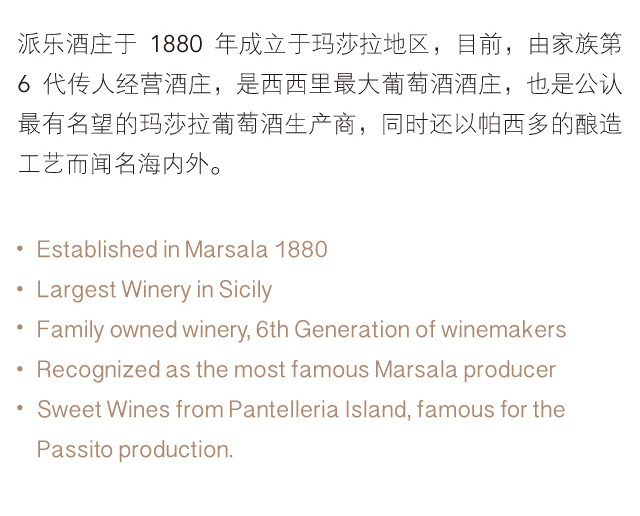 派乐酒庄于 1880 年成立于玛莎拉地区，目前，由家族第
6 代传人经营酒庄，是西西里最大葡萄酒酒庄，也是公认
最有名望的玛莎拉葡萄酒生产商，同时还以帕西多的酿造
工艺而闻名海内外。
• Established in Marsala 1880
• Largest Winery in Sicily
• Family owned winery, 6th Generation of winemakers
• Recognized as the most famous Marsala producer
• Sweet Wines from Pantelleria Island, famous for the
Passito production.